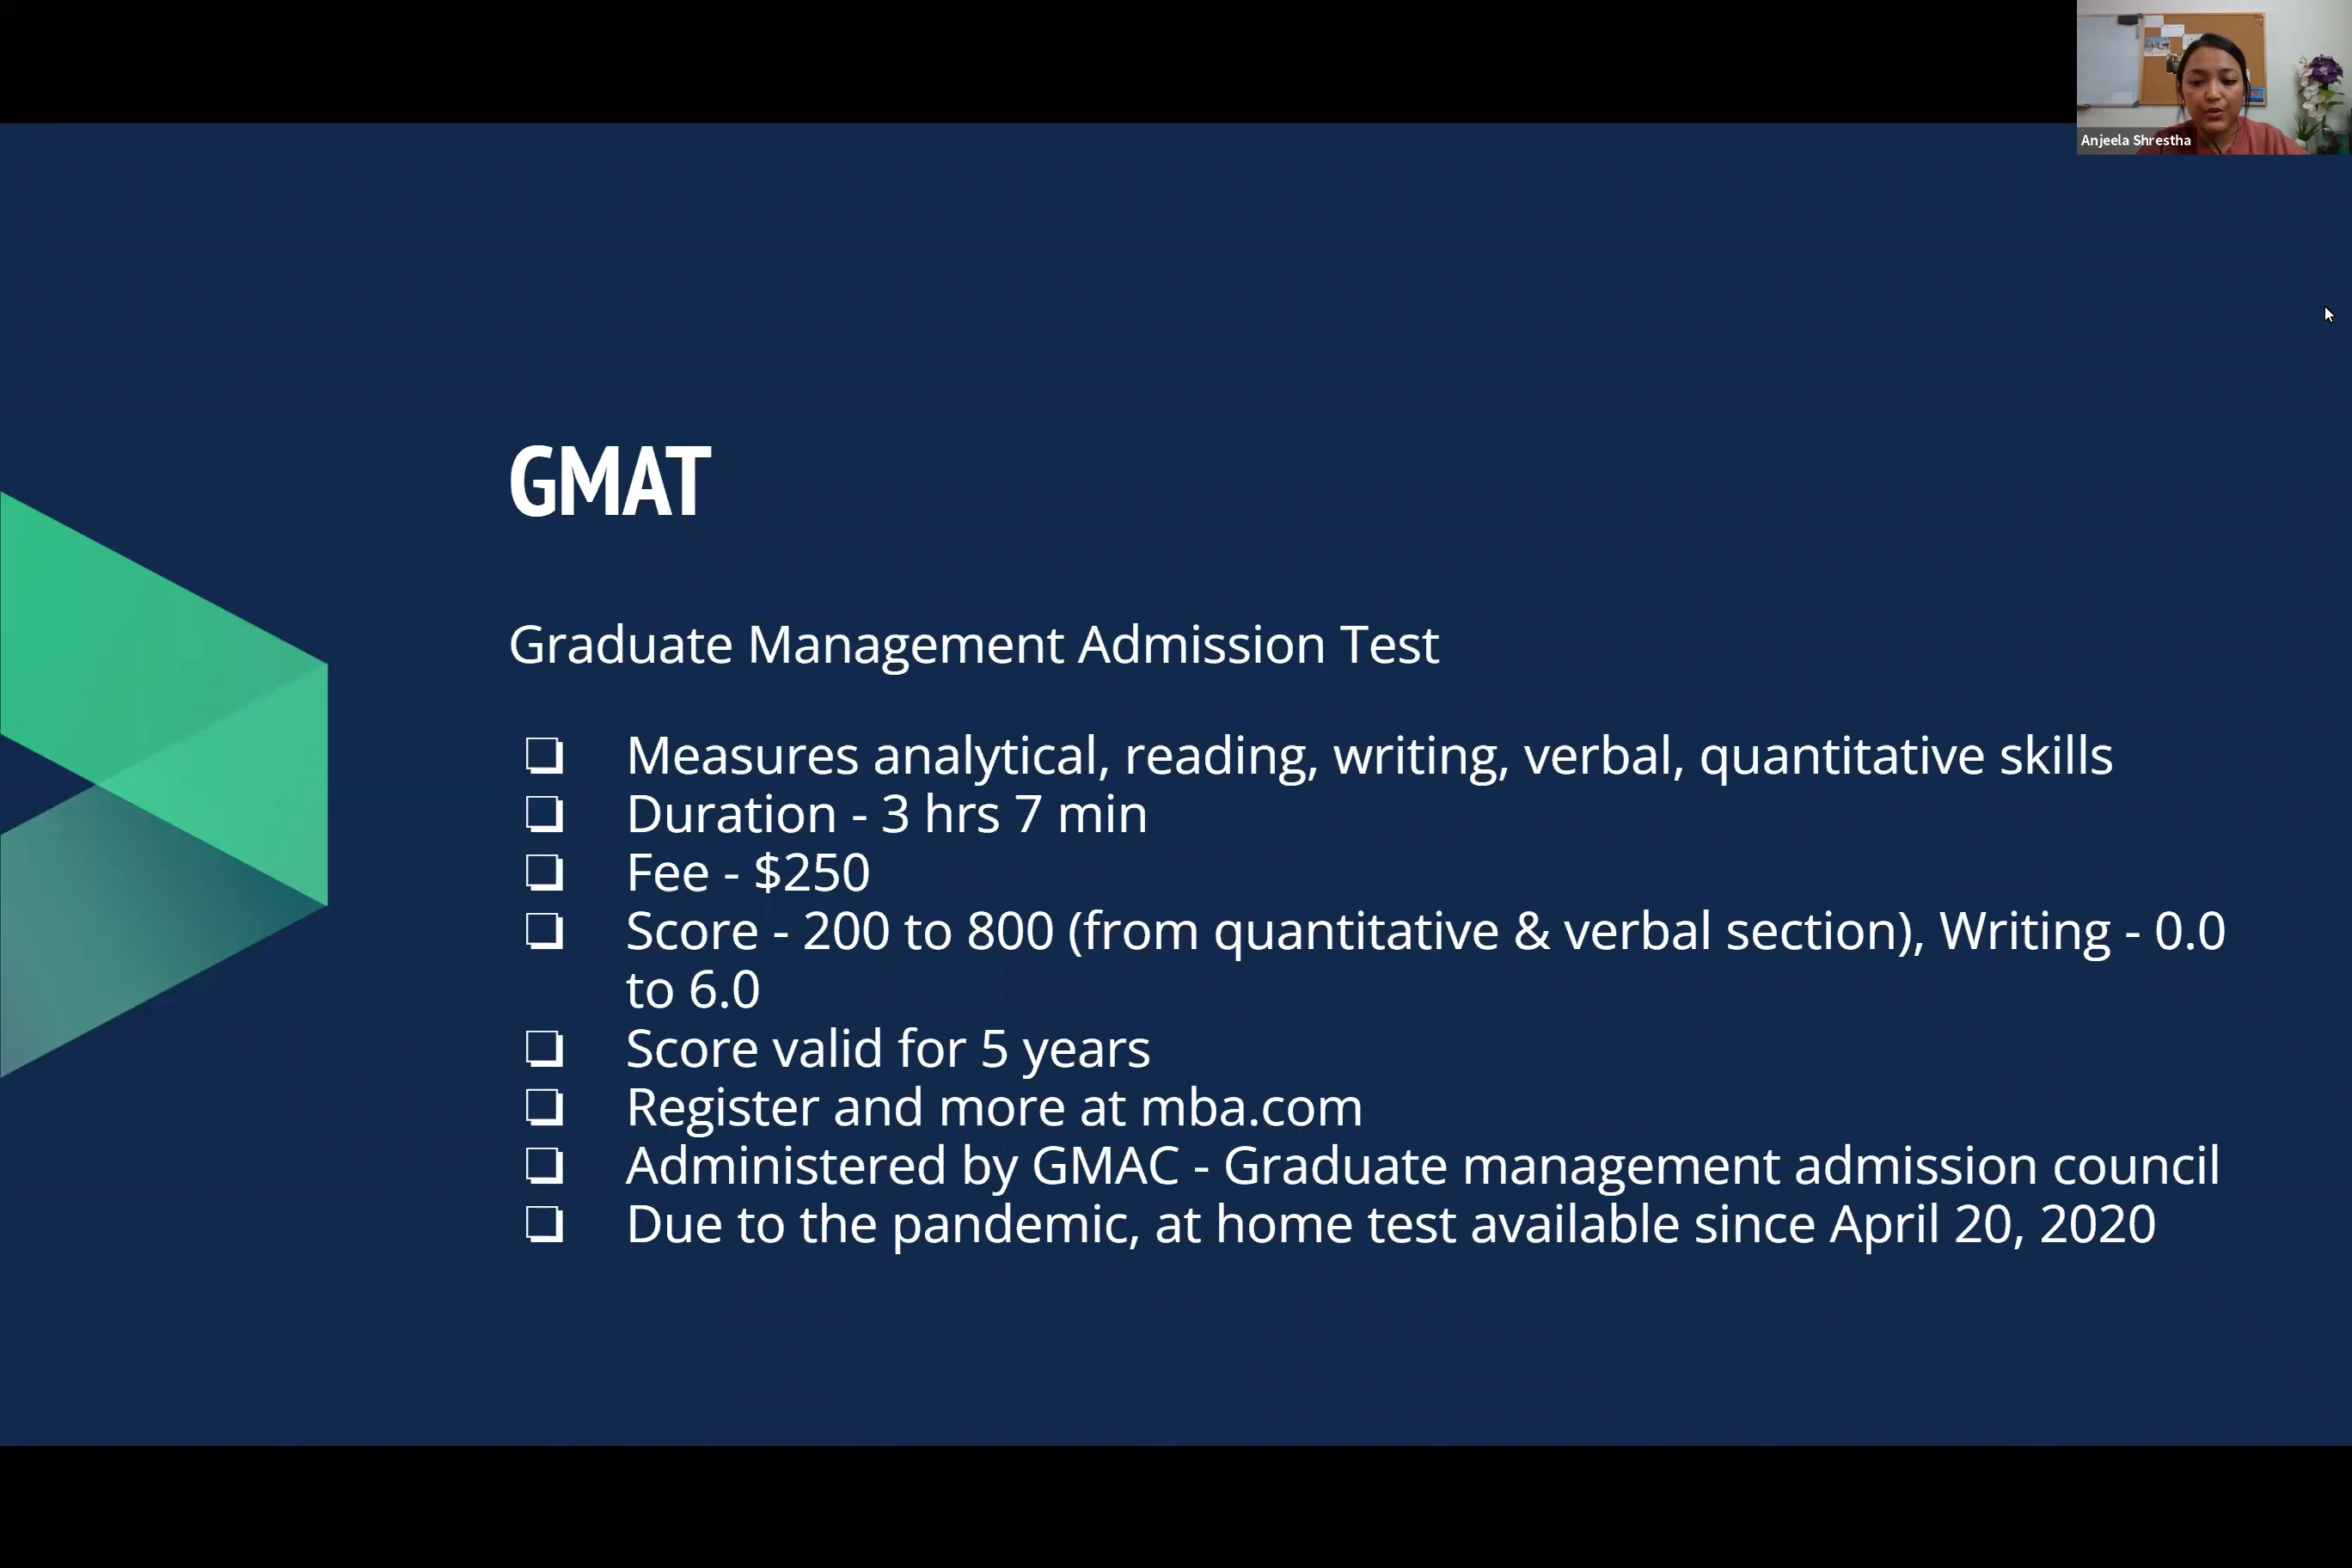 Anjeela Shrestha
GMAT
Graduate Management Admission Test
❏ Measures analytical, reading, writing, verbal, quantitative skills
❏ Duration - 3 hrs 7 min
❏ Fee - $250
❏ Score - 200 to 800 (from quantitative & verbal section), Writing - 0.0
to 6.0
❏ Score valid for 5 years
❏ Register and more at mba.com
❏ Administered by GMAC - Graduate management admission council
❏ Due to the pandemic, at home test available since April 20, 2020